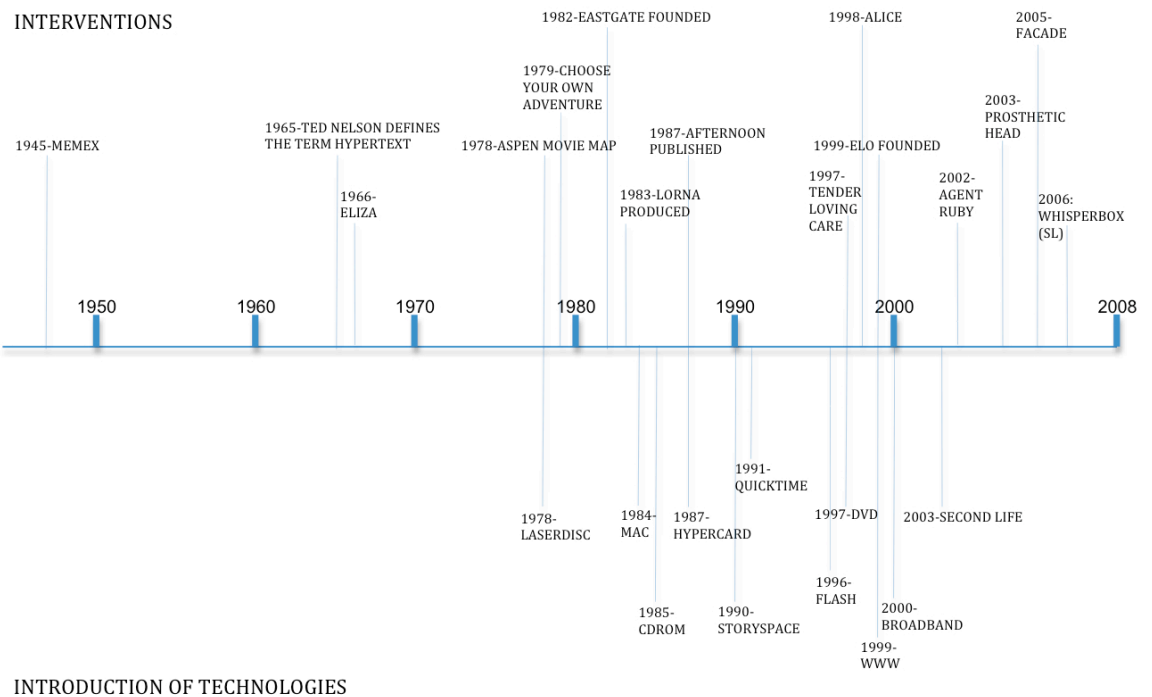 INTERVENTIONS
1982-EASTGATE FOUNDED
1998-ALICE
2005-
FACADE
1979-CHOOSE
YOUR OWN
ADVENTURE
2003-
PROSTHETIC
HEAD
1965-TED NELSON DEFINES
THE TERM HYPERTEXT
1987-AFTERNOON
PUBLISHED
1945-MEMEX
1978-ASPEN MOVIE MAP
1999-ELO FOUNDED
1997-
TENDER
LOVING
CARE
2002-
AGENT
RUBY
1966-
ELIZA
1983-LORNA
PRODUCED
2006:
WHISPERBOX
(SL)
1950
1960
1970
1980
1990
2000
2008
1991-
QUICKTIME
1978-
LASERDISC
1984-
MAC
1987-
HYPERCARD
1997-DVD
2003-SECOND LIFE
1996-
FLASH
1985-
CDROM
1990-
STORYSPACE
2000-
BROADBAND
1999-
WWW
INTRODUCTION OF TECHNOLOGIES